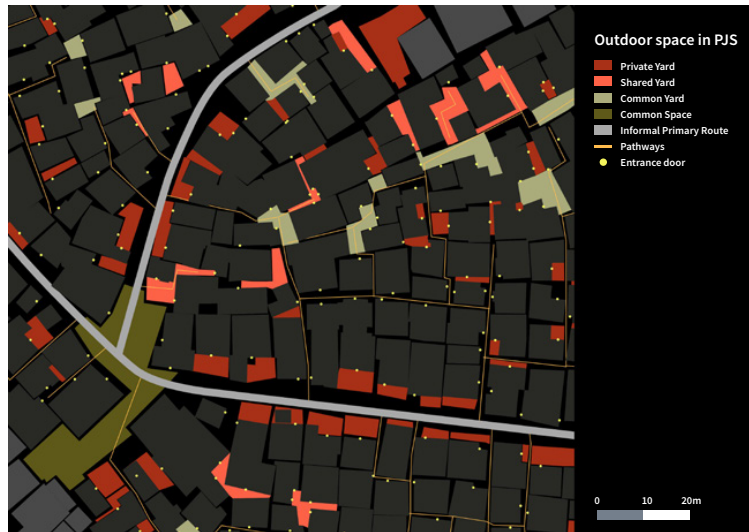 Outdoor space in PJS
Private Yard
Shared Yard
Common Yard
Common Space
Informal Primary Route
Pathways
Entrance door
0 10 20m